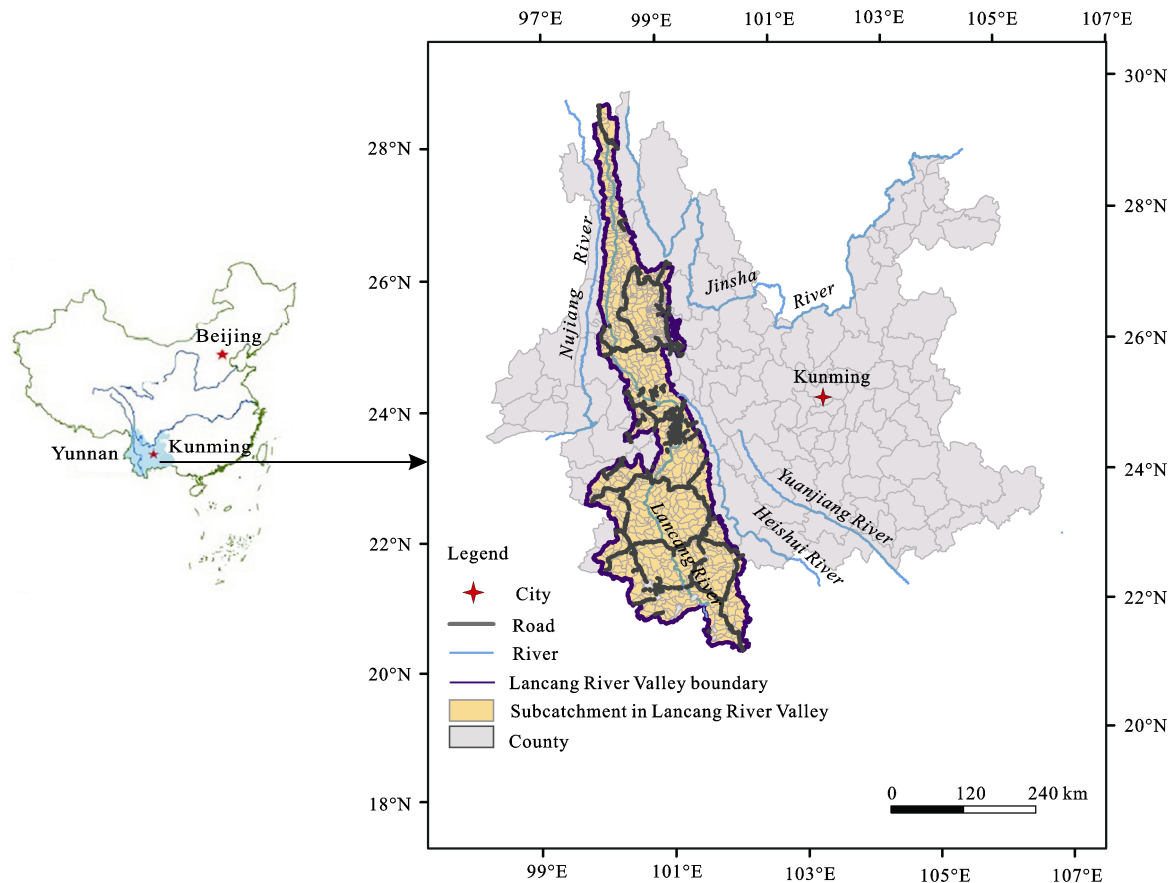 97°E 99°E 101°E 103°E 105°E 107°E
30°N
28°N
28°N
26°N
26°N
24°N
24°N
22°N
22°N
20°N
20°N
18°N
Beijing
Yunnan
Kunming
Nujiang River
Jinsha River
Kunming
Yuanjiang River
Heishui River
Lancang River
Legend
City
Road
River
Lancang River Valley boundary
Subcatchment in Lancang River Valley
County
0 120 240 km
99°E 101°E 103°E 105°E 107°E